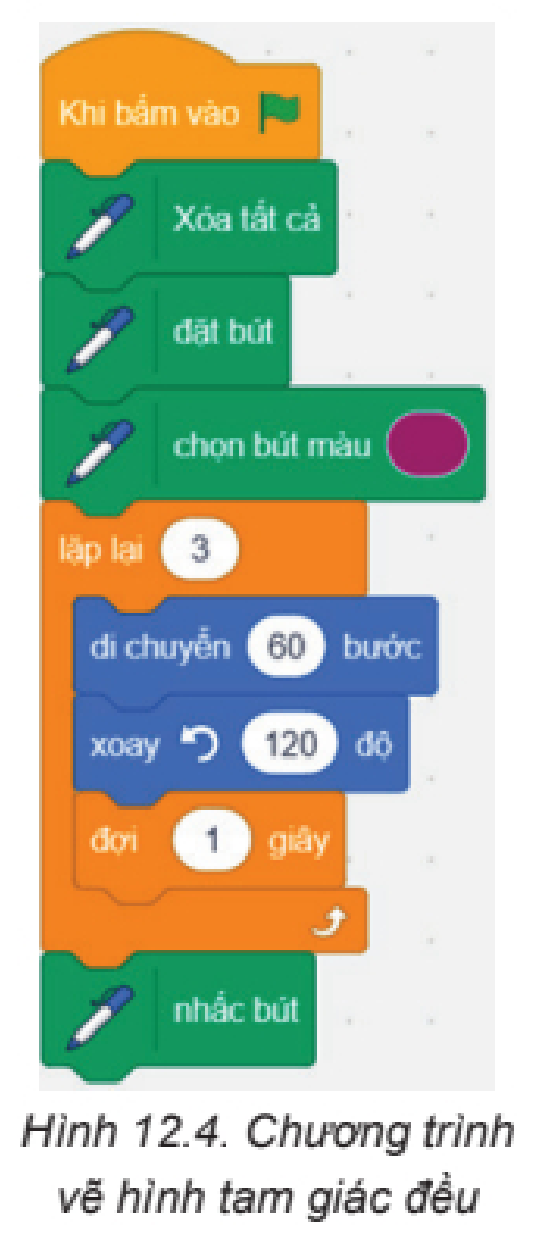 Khi bấm vào
Xóa tất cả
đặt bút
chọn bút màu
lặp lại 3
di chuyển 60 bước
xoay 120 độ
đợi 1 giây
nhấc bút
Hình 12.4. Chương trình
vẽ hình tam giác đều